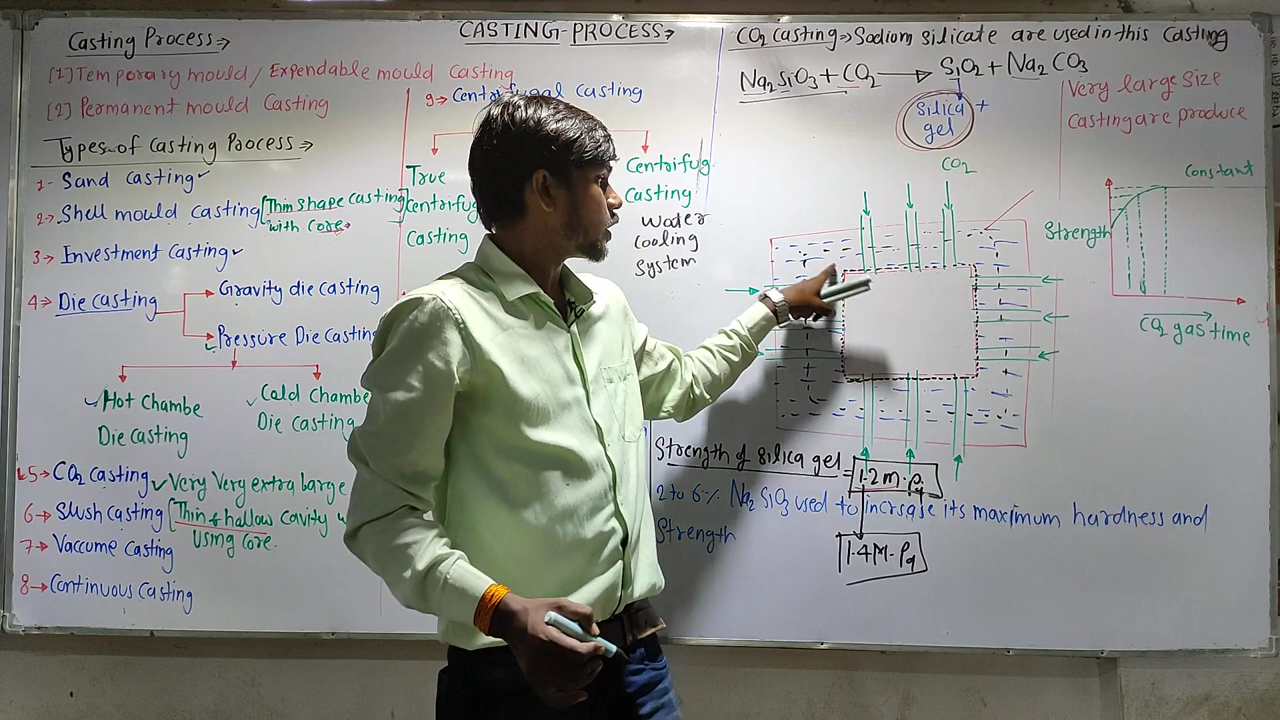 CASTING-PROCESS→
Casting Process→
[1] Temporary mould/Expendable mould Casting
[2] Permanent mould Casting
Types of Casting Process→
1- Sand casting
2→ Shell mould casting [Thin shape casting
with core→
3→ Investment Casting
4→ Die casting
Gravity die casting
Pressure Die casting
Hot Chambe
Die casting
Cold Chambe
Die casting
5→ CO2 casting Very Very extra large
6→ Slush casting [Thin & hallow cavity
using core.
7→ Vaccume Casting
8→ Continuous casting
9→ Centrifugal Casting
True
Centrifug
Casting
Centrifug
Casting
Water
Cooling
System
CO2 casting→ Sodium silicate are used in this casting
Na2SiO3 + CO2 → SiO2 + Na2CO3
Silica +
gel
Very large size
Casting are produce
CO2
Constant
Strength
CO2 gas time
Strength of silica gel = 1.2 M.Pa
2 to 6% Na2SiO3 used to incrase its maximum hardness and
Strength
1.4 M.Pa